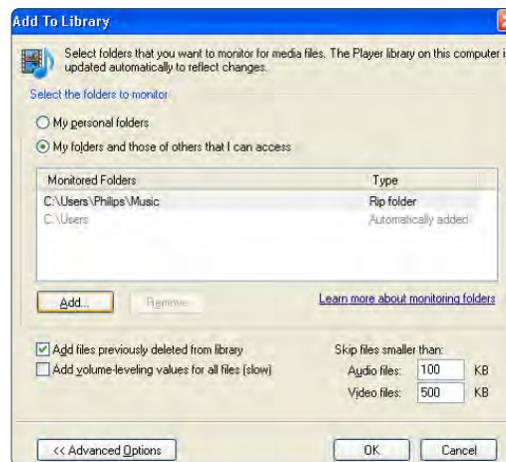 Add To Library
Select folders that you want to monitor for media files. The Player library on this computer i
updated automatically to reflect changes.
Select the folders to monitor
My personal folders
My folders and those of others that I can access
Monitored Folders Type
C:\Users\Philips\Music Rip folder
C:\Users Automatically added
Add... Remove Learn more about monitoring folders
Add files previously deleted from library Skip files smaller than:
Add volume-leveling values for all files (slow) Audio files: 100 KB
Video files: 500 KB
<< Advanced Options OK Cancel